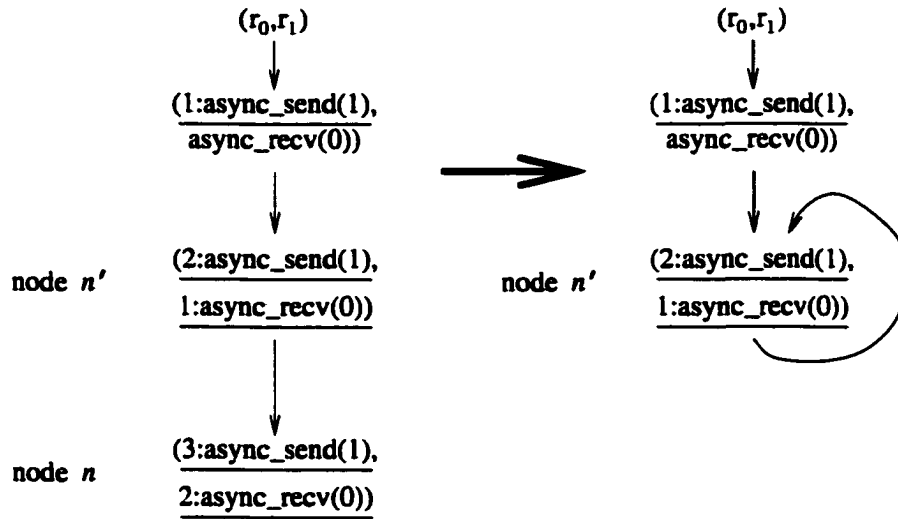 (r₀,r₁)
(1:async_send(1),
async_recv(0))
node n′
(2:async_send(1),
1:async_recv(0))
node n
(3:async_send(1),
2:async_recv(0))
(r₀,r₁)
(1:async_send(1),
async_recv(0))
node n′
(2:async_send(1),
1:async_recv(0))